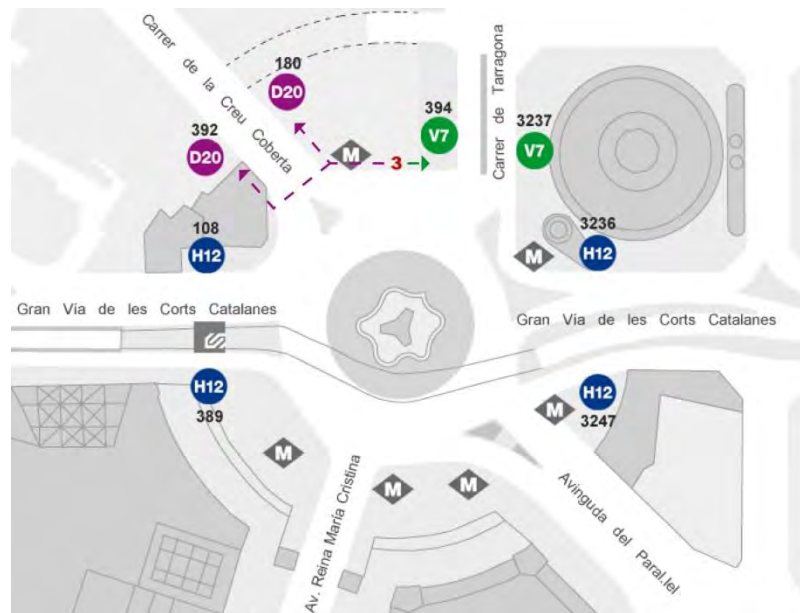 Carrer de la Creu Coberta
180
D20
392
D20
M
3
394
V7
Carrer de Tarragona
3237
V7
108
H12
3236
H12
M
Gran Via de les Corts Catalanes
Gran Via de les Corts Catalanes
H12
389
M
H12
3247
M
M
M
Av. Reina María Cristina
Avinguda del Paral.lel